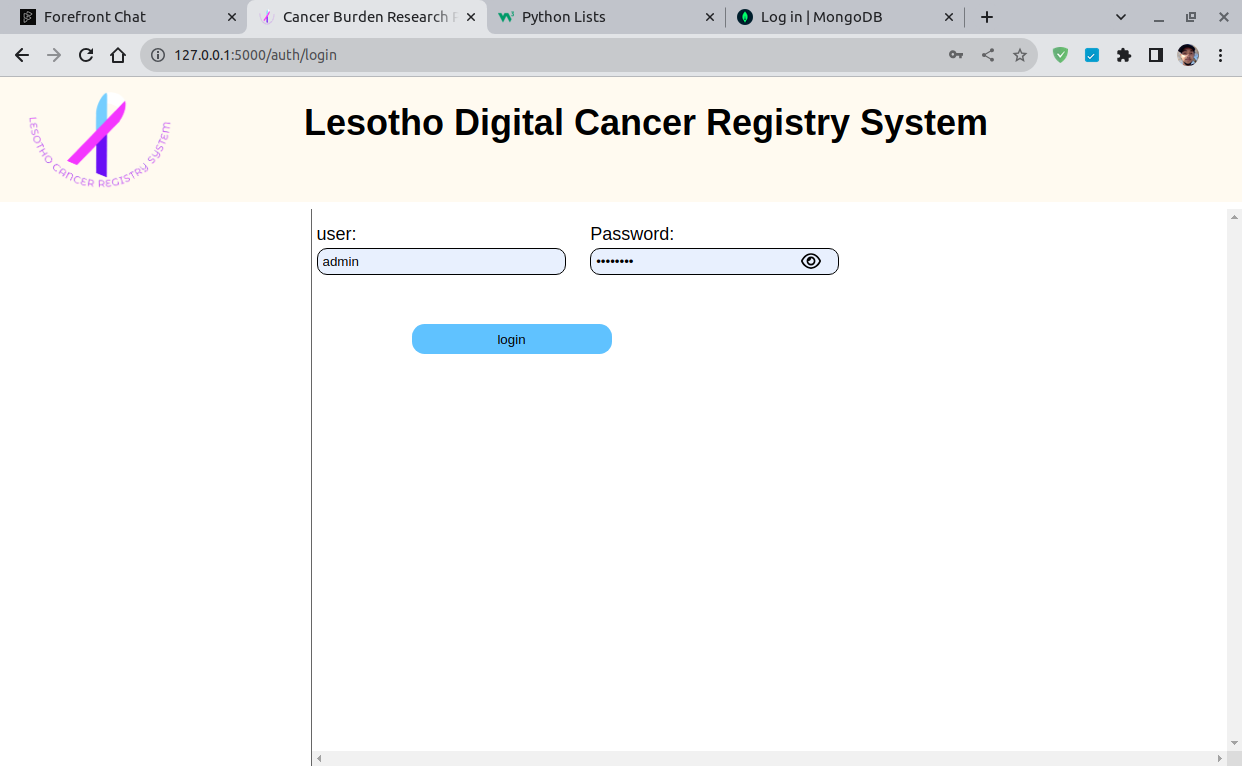 Forefront Chat
Cancer Burden Research
Python Lists
Log in | MongoDB
127.0.0.1:5000/auth/login
LESOTHO CANCER REGISTRY SYSTEM
Lesotho Digital Cancer Registry System
user:
Password:
admin
••••••••
login